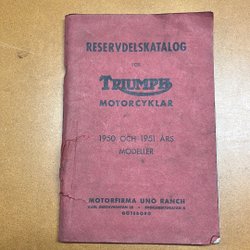 RESERVDELSKATALOG
FÖR
TRIUMPH
MOTORCYKLAR
1950 OCH 1951 ÅRS
MODELLER
MOTORFIRMA UNO RANCH
GÖTEBORG